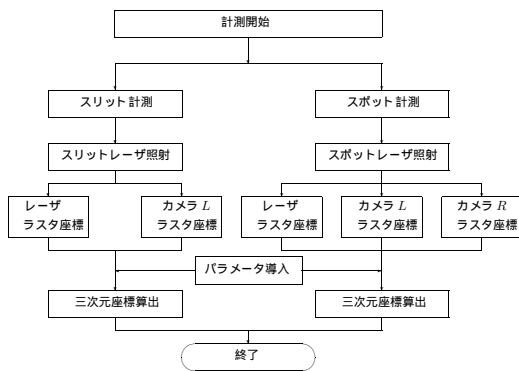 計測開始
スリット計測
スポット計測
スリットレーザ照射
スポットレーザ照射
レーザ
ラスタ座標
カメラ L
ラスタ座標
レーザ
ラスタ座標
カメラ L
ラスタ座標
カメラ R
ラスタ座標
パラメータ導入
三次元座標算出
三次元座標算出
終了